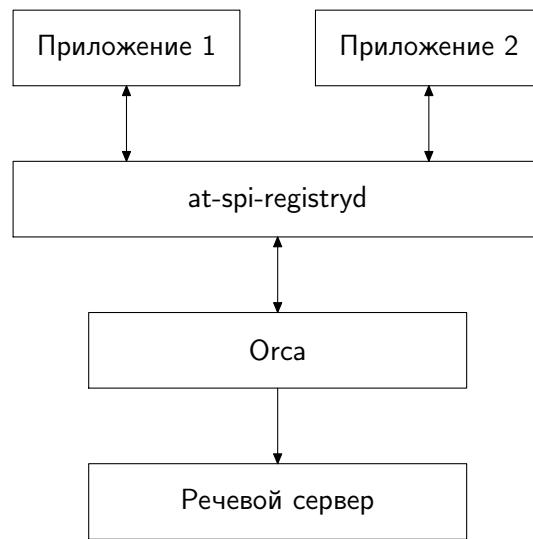 Приложение 1
Приложение 2
at-spi-registryd
Orca
Речевой сервер